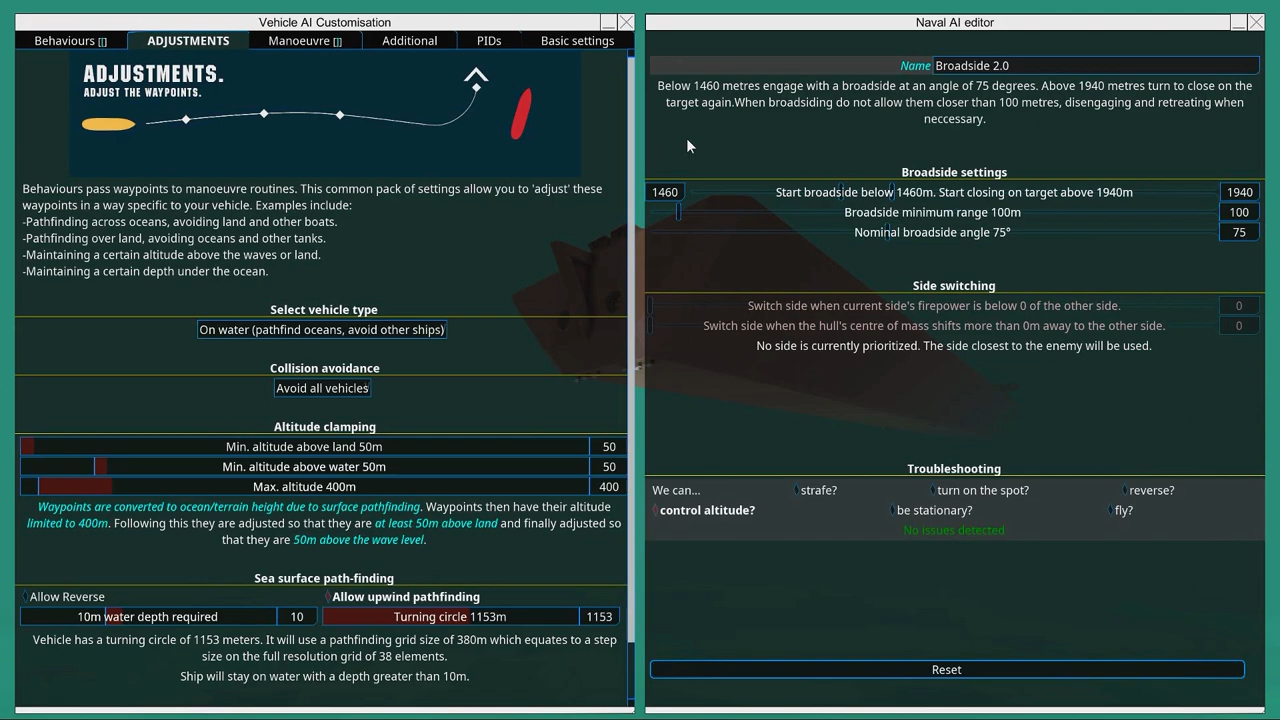 Vehicle AI Customisation
Behaviours []
ADJUSTMENTS
Manoeuvre []
Additional
PIDs
Basic settings
ADJUSTMENTS.
ADJUST THE WAYPOINTS.
Behaviours pass waypoints to manoeuvre routines. This common pack of settings allow you to 'adjust' these
waypoints in a way specific to your vehicle. Examples include:
-Pathfinding across oceans, avoiding land and other boats.
-Pathfinding over land, avoiding oceans and other tanks.
-Maintaining a certain altitude above the waves or land.
-Maintaining a certain depth under the ocean.
Select vehicle type
On water (pathfind oceans, avoid other ships)
Collision avoidance
Avoid all vehicles
Altitude clamping
Min. altitude above land 50m 50
Min. altitude above water 50m 50
Max. altitude 400m 400
Waypoints are converted to ocean/terrain height due to surface pathfinding. Waypoints then have their altitude
limited to 400m. Following this they are adjusted so that they are at least 50m above land and finally adjusted so
that they are 50m above the wave level.
Sea surface path-finding
Allow Reverse Allow upwind pathfinding
10m water depth required 10 Turning circle 1153m 1153
Vehicle has a turning circle of 1153 meters. It will use a pathfinding grid size of 380m which equates to a step
size on the full resolution grid of 38 elements.
Ship will stay on water with a depth greater than 10m.
Naval AI editor
Name Broadside 2.0
Below 1460 metres engage with a broadside at an angle of 75 degrees. Above 1940 metres turn to close on the
target again.When broadsiding do not allow them closer than 100 metres, disengaging and retreating when
neccessary.
Broadside settings
1460 Start broadside below 1460m. Start closing on target above 1940m 1940
Broadside minimum range 100m 100
Nominal broadside angle 75° 75
Side switching
Switch side when current side's firepower is below 0 of the other side. 0
Switch side when the hull's centre of mass shifts more than 0m away to the other side. 0
No side is currently prioritized. The side closest to the enemy will be used.
Troubleshooting
We can... strafe? turn on the spot? reverse?
control altitude? be stationary? fly?
No issues detected
Reset